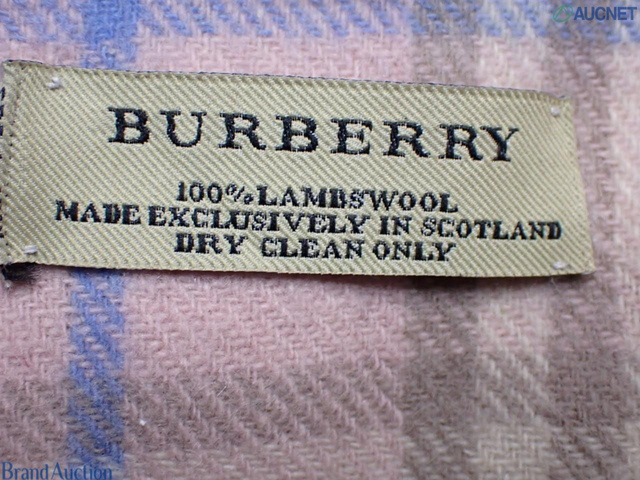 AUCNET
BURBERRY
100% LAMBSWOOL
MADE EXCLUSIVELY IN SCOTLAND
DRY CLEAN ONLY
Brand Auction